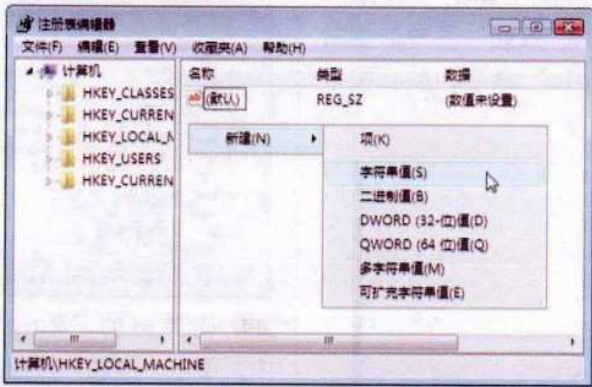 注册表编辑器
文件(F) 编辑(E) 查看(V) 收藏夹(A) 帮助(H)
计算机
HKEY_CLASSES
HKEY_CURREN
HKEY_LOCAL_M
HKEY_USERS
HKEY_CURREN
名称 类型 数据
ab (默认) REG_SZ (数值未设置)
新建(N)
项(K)
字符串值(S)
二进制值(B)
DWORD (32-位)值(D)
QWORD (64 位)值(Q)
多字符串值(M)
可扩充字符串值(E)
计算机\HKEY_LOCAL_MACHINE